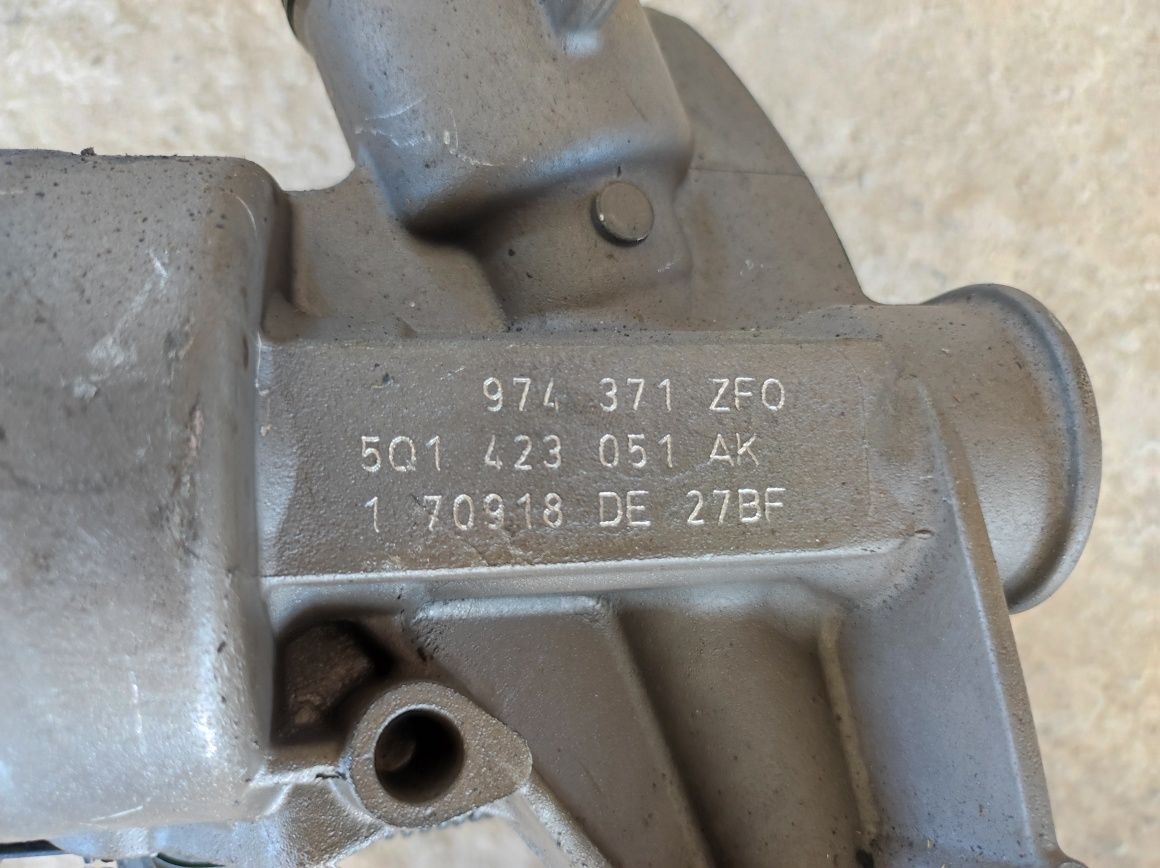 974 371 ZFO
5Q1 423 051 AK
1 70918 DE 27BF